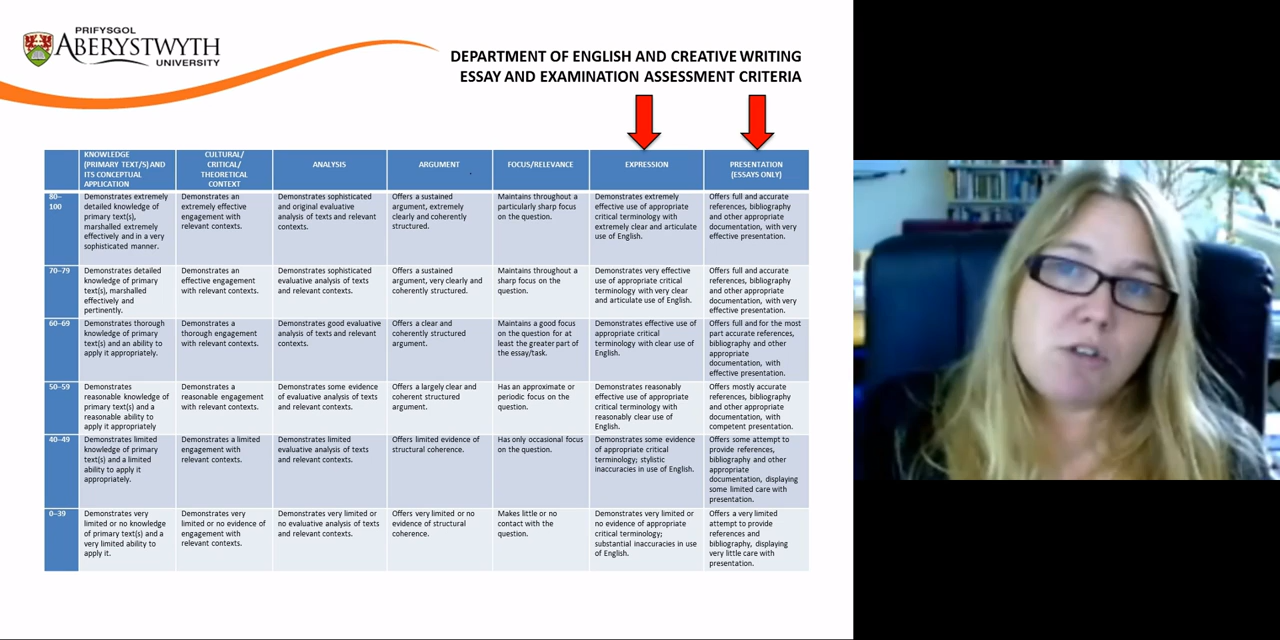 PRIFYSGOL
ABERYSTWYTH
UNIVERSITY
DEPARTMENT OF ENGLISH AND CREATIVE WRITING
ESSAY AND EXAMINATION ASSESSMENT CRITERIA
KNOWLEDGE
(PRIMARY TEXT/S) AND
ITS CONCEPTUAL
APPLICATION
CULTURAL/
CRITICAL/
THEORETICAL
CONTEXT
ANALYSIS
ARGUMENT
FOCUS/RELEVANCE
EXPRESSION
PRESENTATION
(ESSAYS ONLY)
80–
100
Demonstrates extremely
detailed knowledge of
primary text(s),
marshalled extremely
effectively and in a very
sophisticated manner.
Demonstrates an
extremely effective
engagement with
relevant contexts.
Demonstrates sophisticated
and original evaluative
analysis of texts and relevant
contexts.
Offers a sustained
argument, extremely
clearly and coherently
structured.
Maintains throughout a
particularly sharp focus
on the question.
Demonstrates extremely
effective use of appropriate
critical terminology with
extremely clear and articulate
use of English.
Offers full and accurate
references, bibliography
and other appropriate
documentation, with very
effective presentation.
70–79
Demonstrates detailed
knowledge of primary
text(s), marshalled
effectively and
pertinently.
Demonstrates an
effective engagement
with relevant contexts.
Demonstrates sophisticated
evaluative analysis of texts
and relevant contexts.
Offers a sustained
argument, very clearly and
coherently structured.
Maintains throughout a
sharp focus on the
question.
Demonstrates very effective
use of appropriate critical
terminology with very clear
and articulate use of English.
Offers full and accurate
references, bibliography
and other appropriate
documentation, with very
effective presentation.
60–69
Demonstrates thorough
knowledge of primary
text(s) and an ability to
apply it appropriately.
Demonstrates a
thorough engagement
with relevant contexts.
Demonstrates good evaluative
analysis of texts and relevant
contexts.
Offers a clear and
coherently structured
argument.
Maintains a good focus
on the question for at
least the greater part of
the essay/task.
Demonstrates effective use of
appropriate critical
terminology with clear use of
English.
Offers full and for the most
part accurate references,
bibliography and other
appropriate
documentation, with
effective presentation.
50–59
Demonstrates
reasonable knowledge of
primary text(s) and a
reasonable ability to
apply it appropriately
Demonstrates a
reasonable engagement
with relevant contexts.
Demonstrates some evidence
of evaluative analysis of texts
and relevant contexts.
Offers a largely clear and
coherent structured
argument.
Has an approximate or
periodic focus on the
question.
Demonstrates reasonably
effective use of appropriate
critical terminology with
reasonably clear use of
English.
Offers mostly accurate
references, bibliography
and other appropriate
documentation, with
competent presentation.
40–49
Demonstrates limited
knowledge of primary
text(s) and a limited
ability to apply it
appropriately.
Demonstrates a limited
engagement with
relevant contexts.
Demonstrates limited
evaluative analysis of texts
and relevant contexts.
Offers limited evidence of
structural coherence.
Has only occasional focus
on the question.
Demonstrates some evidence
of appropriate critical
terminology; stylistic
inaccuracies in use of English.
Offers some attempt to
provide references,
bibliography and other
appropriate
documentation, displaying
some limited care with
presentation.
0–39
Demonstrates very
limited or no knowledge
of primary text(s) and a
very limited ability to
apply it.
Demonstrates very
limited or no evidence of
engagement with
relevant contexts.
Demonstrates very limited or
no evaluative analysis of texts
and relevant contexts.
Offers very limited or no
evidence of structural
coherence.
Makes little or no
contact with the
question.
Demonstrates very limited or
no evidence of appropriate
critical terminology;
substantial inaccuracies in use
of English.
Offers a very limited
attempt to provide
references and
bibliography, displaying
very little care with
presentation.